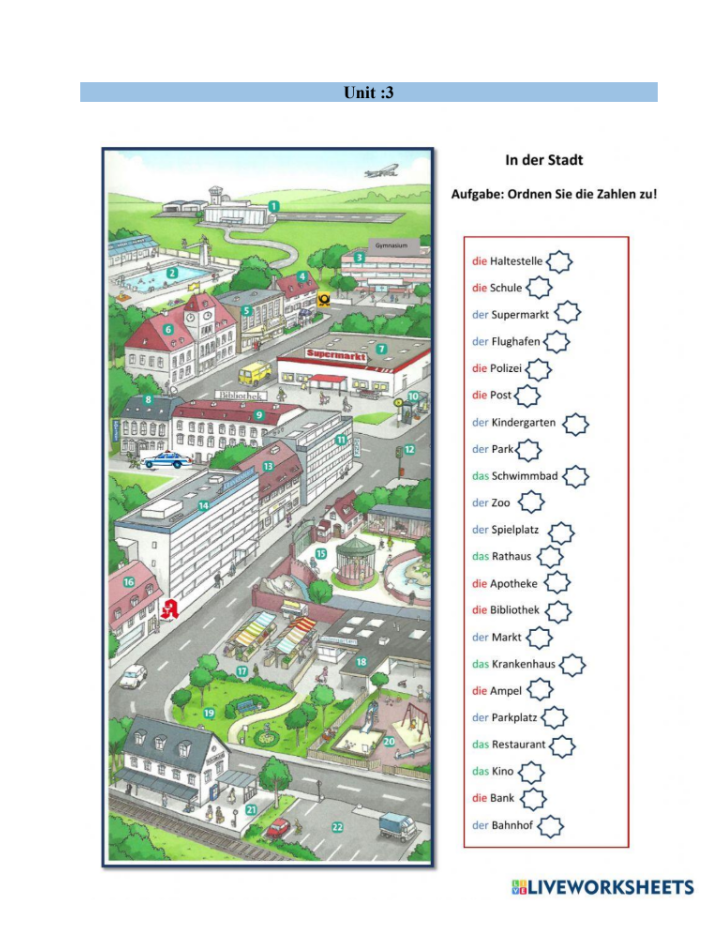 Unit :3
In der Stadt
Aufgabe: Ordnen Sie die Zahlen zu!
1
Gymnasium
2
3
4
5
6
7
Supermarkt
8
Bibliothek
9
10
11
12
13
14
15
16
A
17
18
19
20
21
22
die Haltestelle
die Schule
der Supermarkt
der Flughafen
die Polizei
die Post
der Kindergarten
der Park
das Schwimmbad
der Zoo
der Spielplatz
das Rathaus
die Apotheke
die Bibliothek
der Markt
das Krankenhaus
die Ampel
der Parkplatz
das Restaurant
das Kino
die Bank
der Bahnhof
LIVEWORKSHEETS